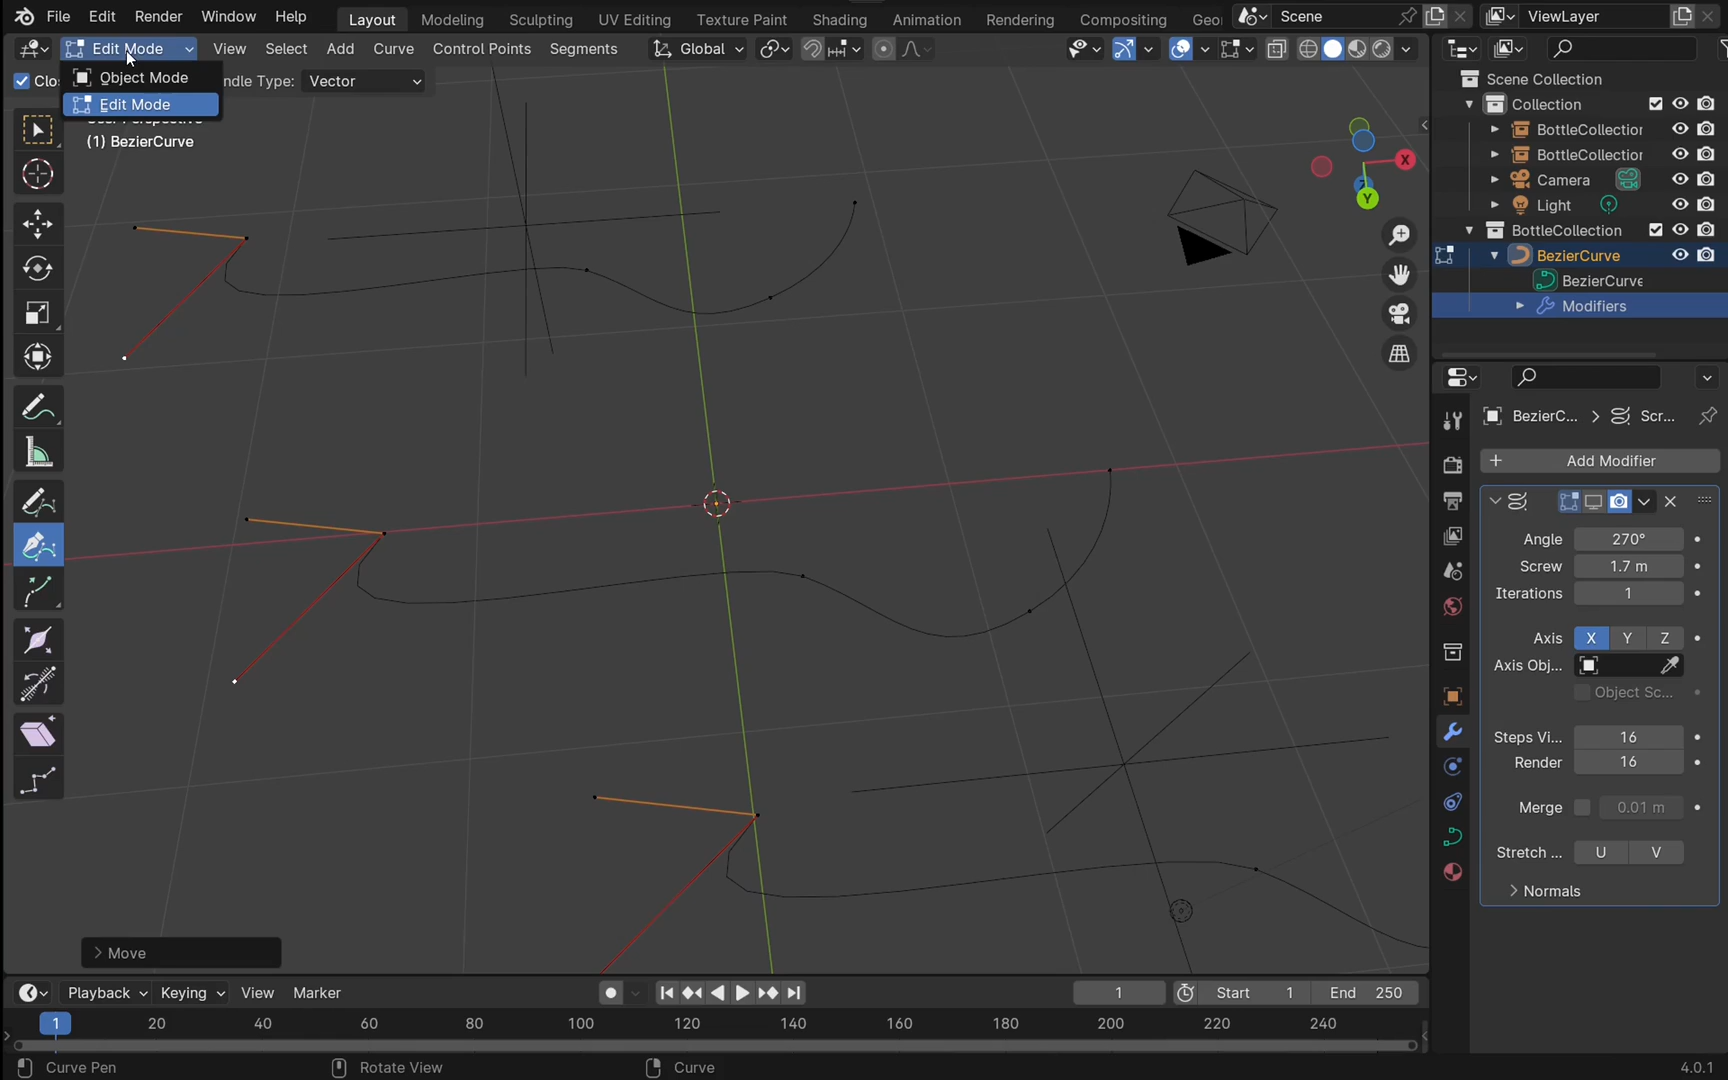 File Edit Render Window Help Layout Modeling Sculpting UV Editing Texture Paint Shading Animation Rendering Compositing Geo Scene ViewLayer
Edit Mode View Select Add Curve Control Points Segments Global
Object Mode
Edit Mode
Clo
ndle Type: Vector
(1) BezierCurve
X
Y
Move
Scene Collection
Collection
BottleCollection
BottleCollection
Camera
Light
BottleCollection
BezierCurve
BezierCurve
Modifiers
BezierC... > Scr...
+ Add Modifier
Angle 270°
Screw 1.7 m
Iterations 1
Axis X Y Z
Axis Obj...
Object Sc...
Steps Vi... 16
Render 16
Merge 0.01 m
Stretch ... U V
Normals
Playback Keying View Marker 1 Start 1 End 250
1 20 40 60 80 100 120 140 160 180 200 220 240
Curve Pen Rotate View Curve 4.0.1